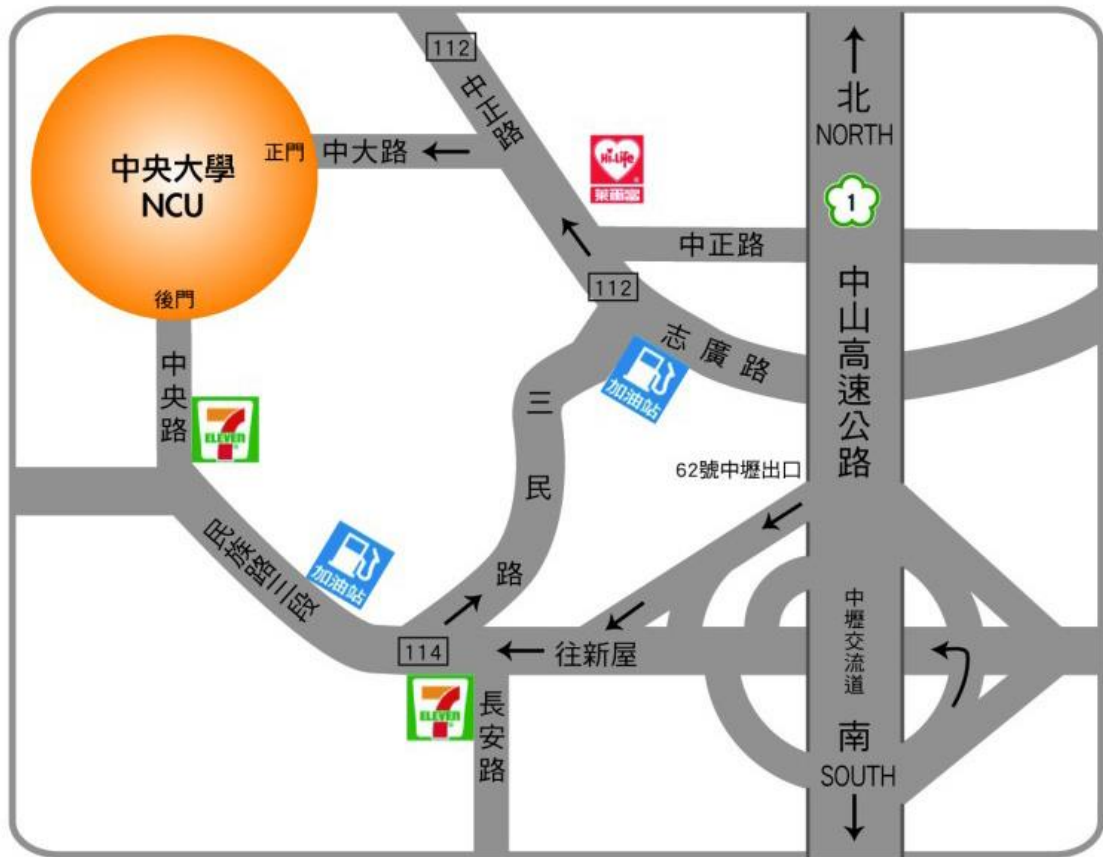 112
中正路
北
NORTH
正門
中大路
中央大學
NCU
Hi-Life
萊爾富
1
中正路
後門
112
志廣路
中山高速公路
加油站
中央路
7
ELEVEN
三民路
62號中壢出口
民族路三段
加油站
中壢交流道
114
往新屋
7
ELEVEN
長安路
南
SOUTH